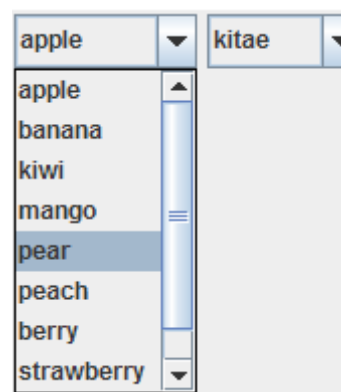 apple kitae
apple
banana
kiwi
mango
pear
peach
berry
strawberry